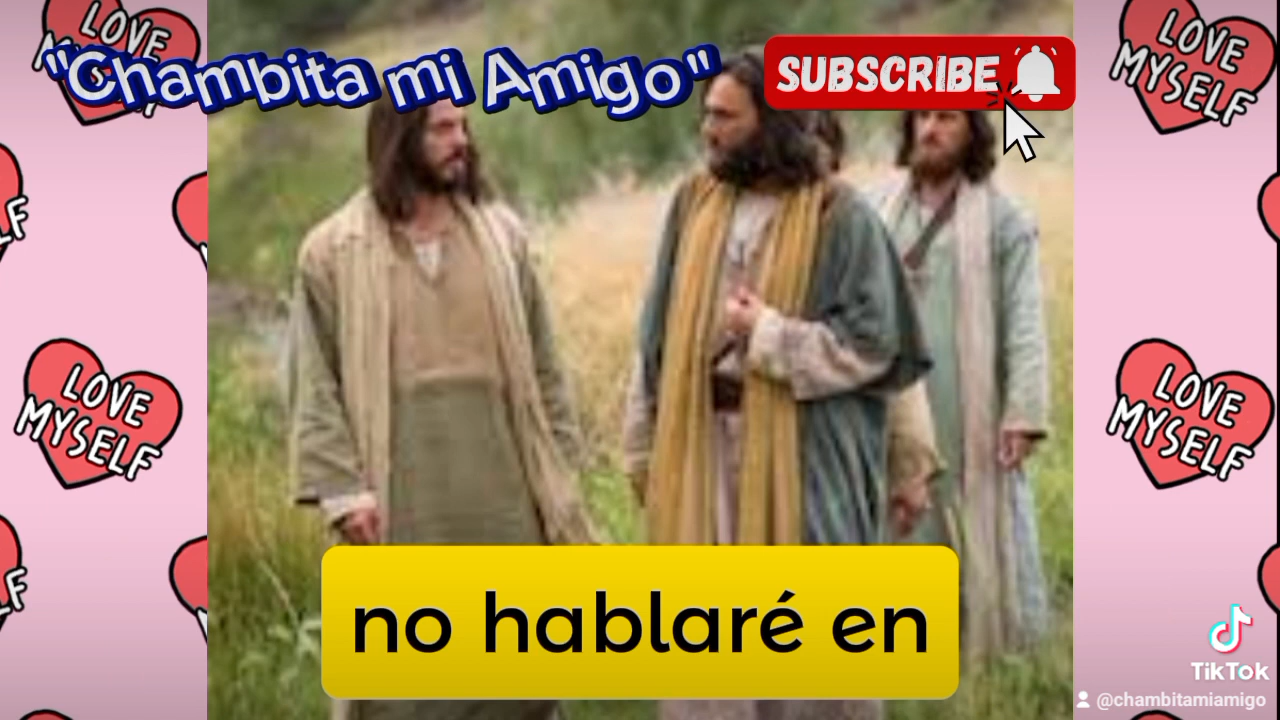 "Chambita mi Amigo"
SUBSCRIBE
no hablaré en
LOVE
MYSELF
LOVE
MYSELF
LOVE
MYSELF
LOVE
MYSELF
TikTok
@chambitamiamigo